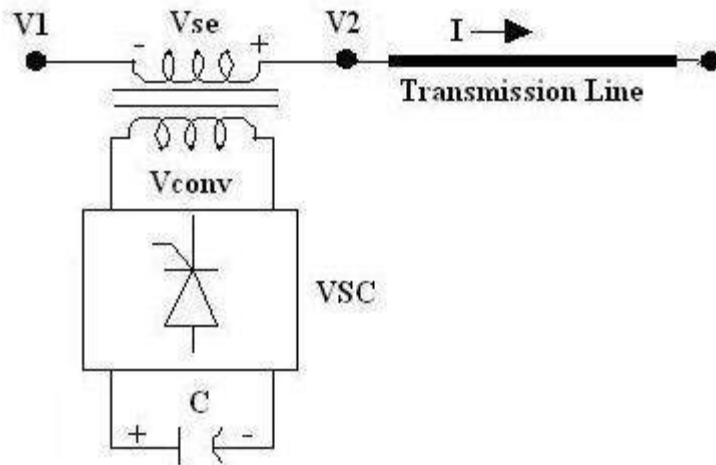 V1
Vse
V2
I
- +
Transmission Line
Vconv
VSC
C
+ -